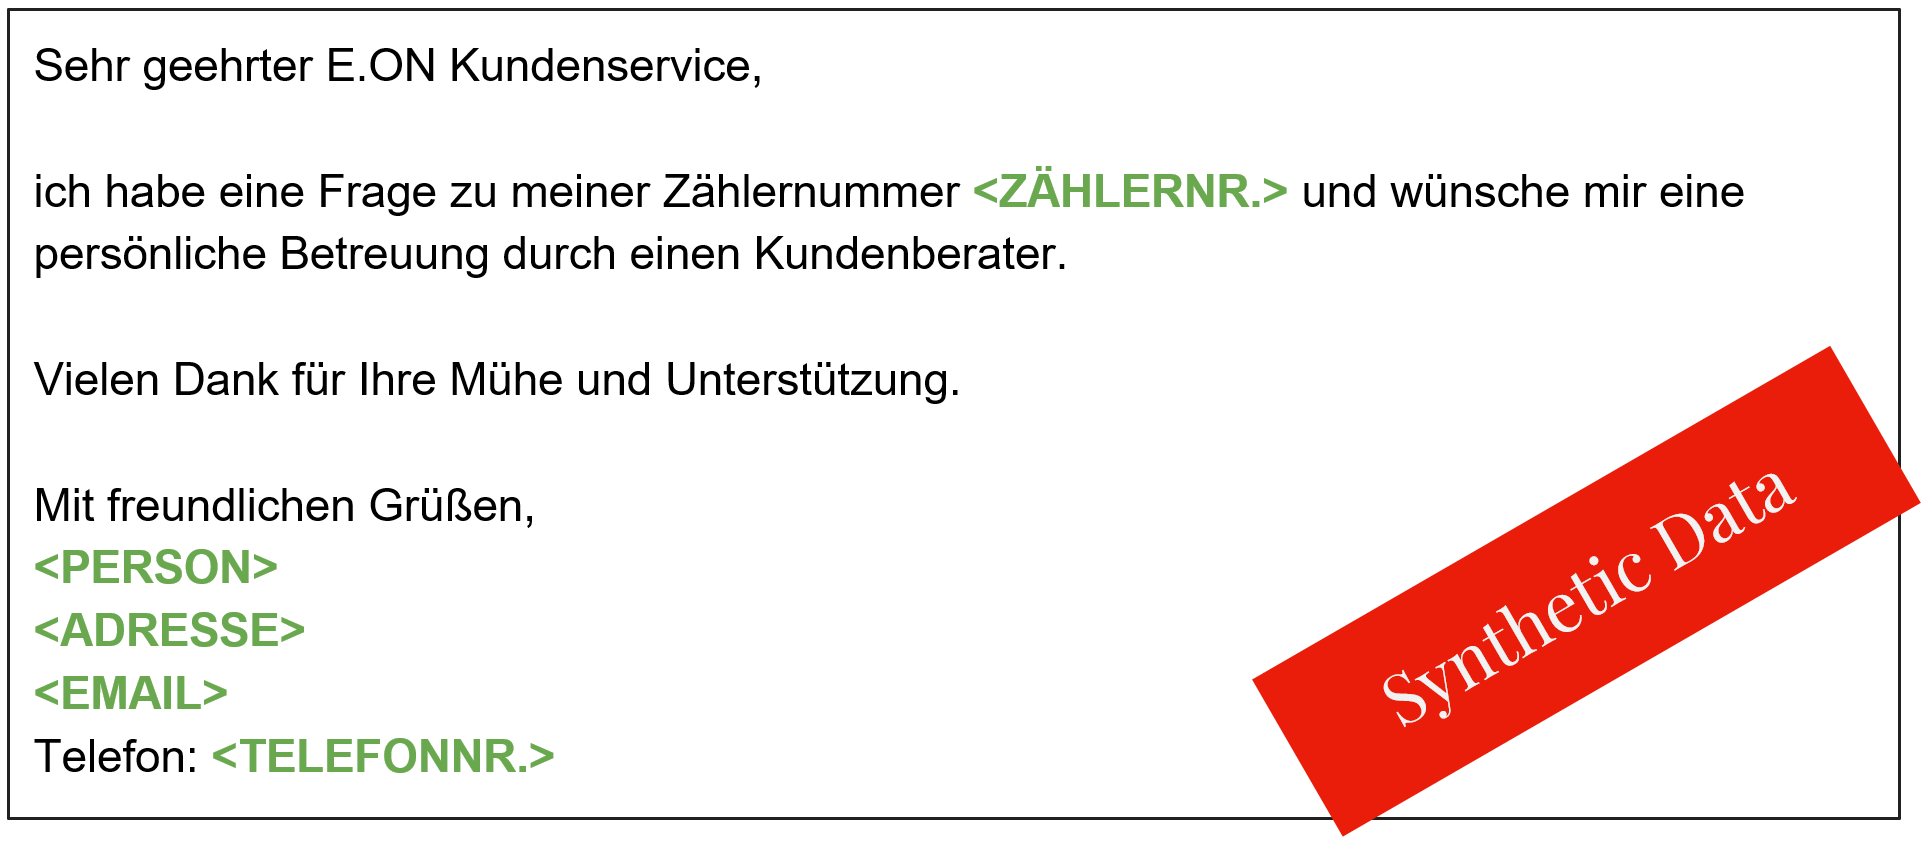 Sehr geehrter E.ON Kundenservice,
ich habe eine Frage zu meiner Zählernummer <ZÄHLERNR.> und wünsche mir eine
persönliche Betreuung durch einen Kundenberater.
Vielen Dank für Ihre Mühe und Unterstützung.
Mit freundlichen Grüßen,
<PERSON>
<ADRESSE>
<EMAIL>
Telefon: <TELEFONNR.>
Synthetic Data